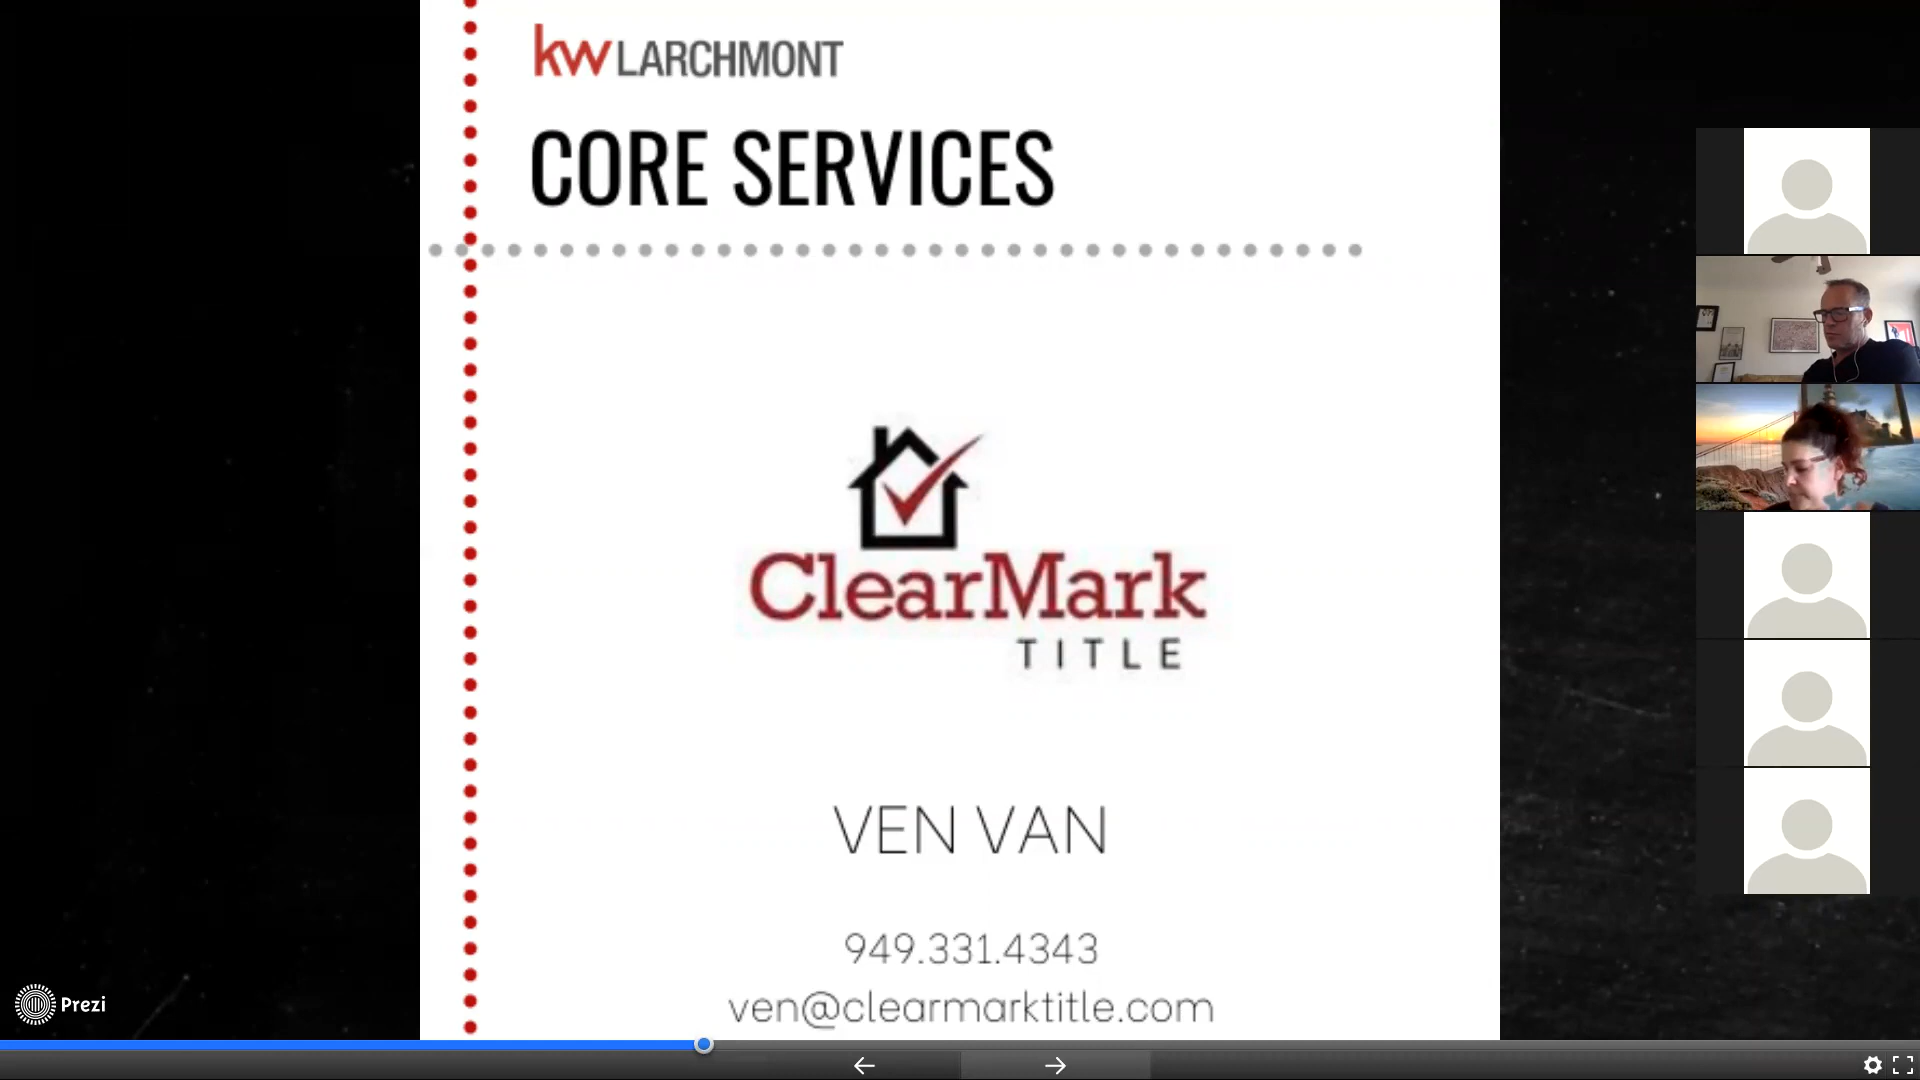 kw LARCHMONT
CORE SERVICES
ClearMark
TITLE
VEN VAN
949.331.4343
ven@clearmarktitle.com
Prezi